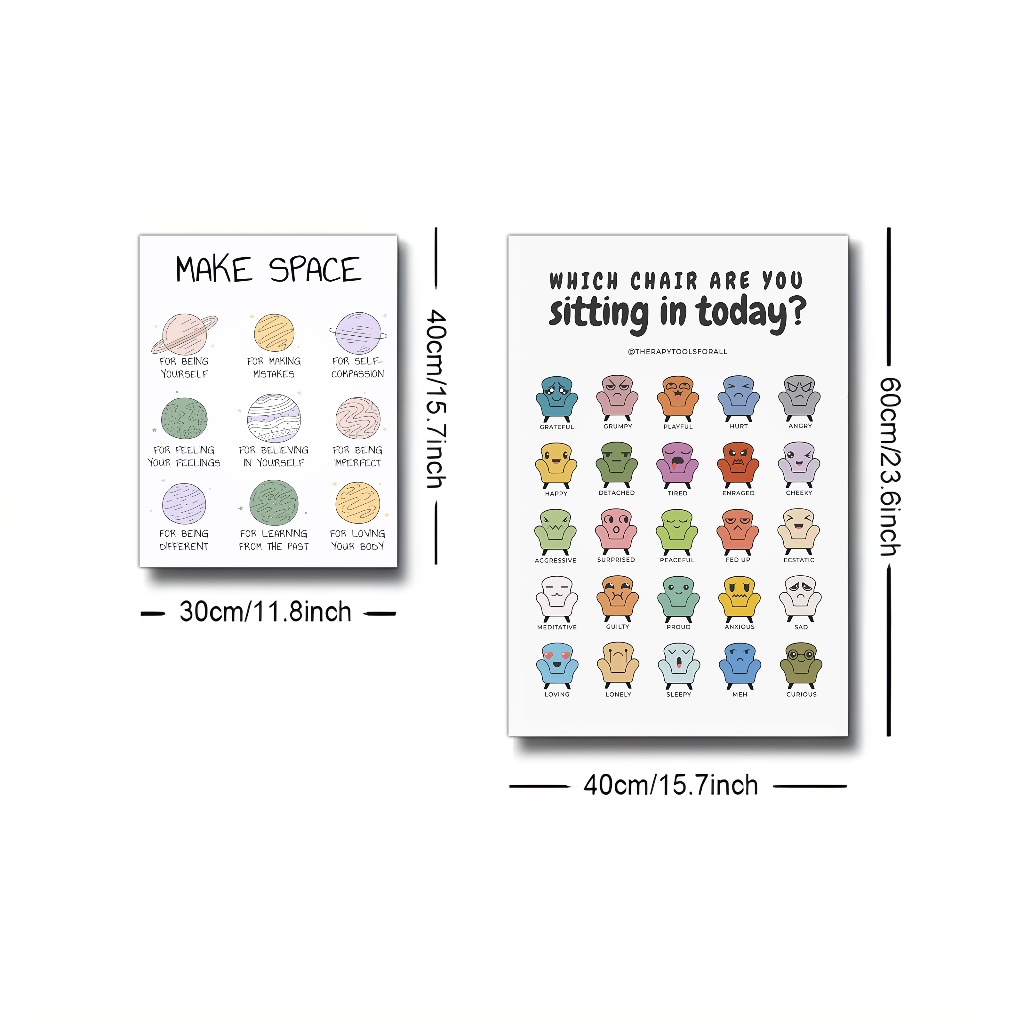 MAKE SPACE
FOR BEING
YOURSELF
FOR MAKING
MISTAKES
FOR SELF-
COMPASSION
FOR FEELING
YOUR FEELINGS
FOR BELIEVING
IN YOURSELF
FOR BEING
IMPERFECT
FOR BEING
DIFFERENT
FOR LEARNING
FROM THE PAST
FOR LOVING
YOUR BODY
40cm/15.7inch
30cm/11.8inch
WHICH CHAIR ARE YOU
sitting in today?
@THERAPYTOOLSFORALL
GRATEFUL GRUMPY PLAYFUL HURT ANGRY
HAPPY DETACHED TIRED ENRAGED CHEEKY
AGGRESSIVE SURPRISED PEACEFUL FED UP ECSTATIC
MEDITATIVE GUILTY PROUD ANXIOUS SAD
LOVING LONELY SLEEPY MEH CURIOUS
60cm/23.6inch
40cm/15.7inch